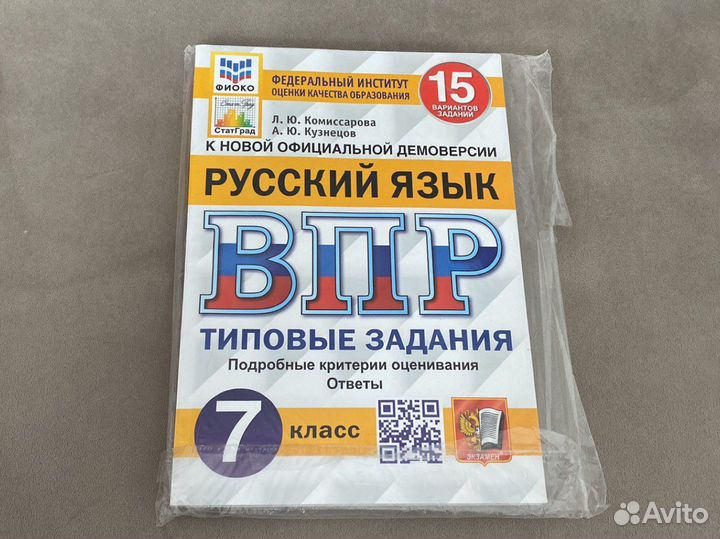 ФИОКО
ФЕДЕРАЛЬНЫЙ ИНСТИТУТ
ОЦЕНКИ КАЧЕСТВА ОБРАЗОВАНИЯ
15
ВАРИАНТОВ
ЗАДАНИЙ
СтатГрад
СтатГрад
Л. Ю. Комиссарова
А. Ю. Кузнецов
К НОВОЙ ОФИЦИАЛЬНОЙ ДЕМОВЕРСИИ
РУССКИЙ ЯЗЫК
ВПР
ТИПОВЫЕ ЗАДАНИЯ
Подробные критерии оценивания
Ответы
7 КЛАСС
ЭКЗАМЕН
Avito